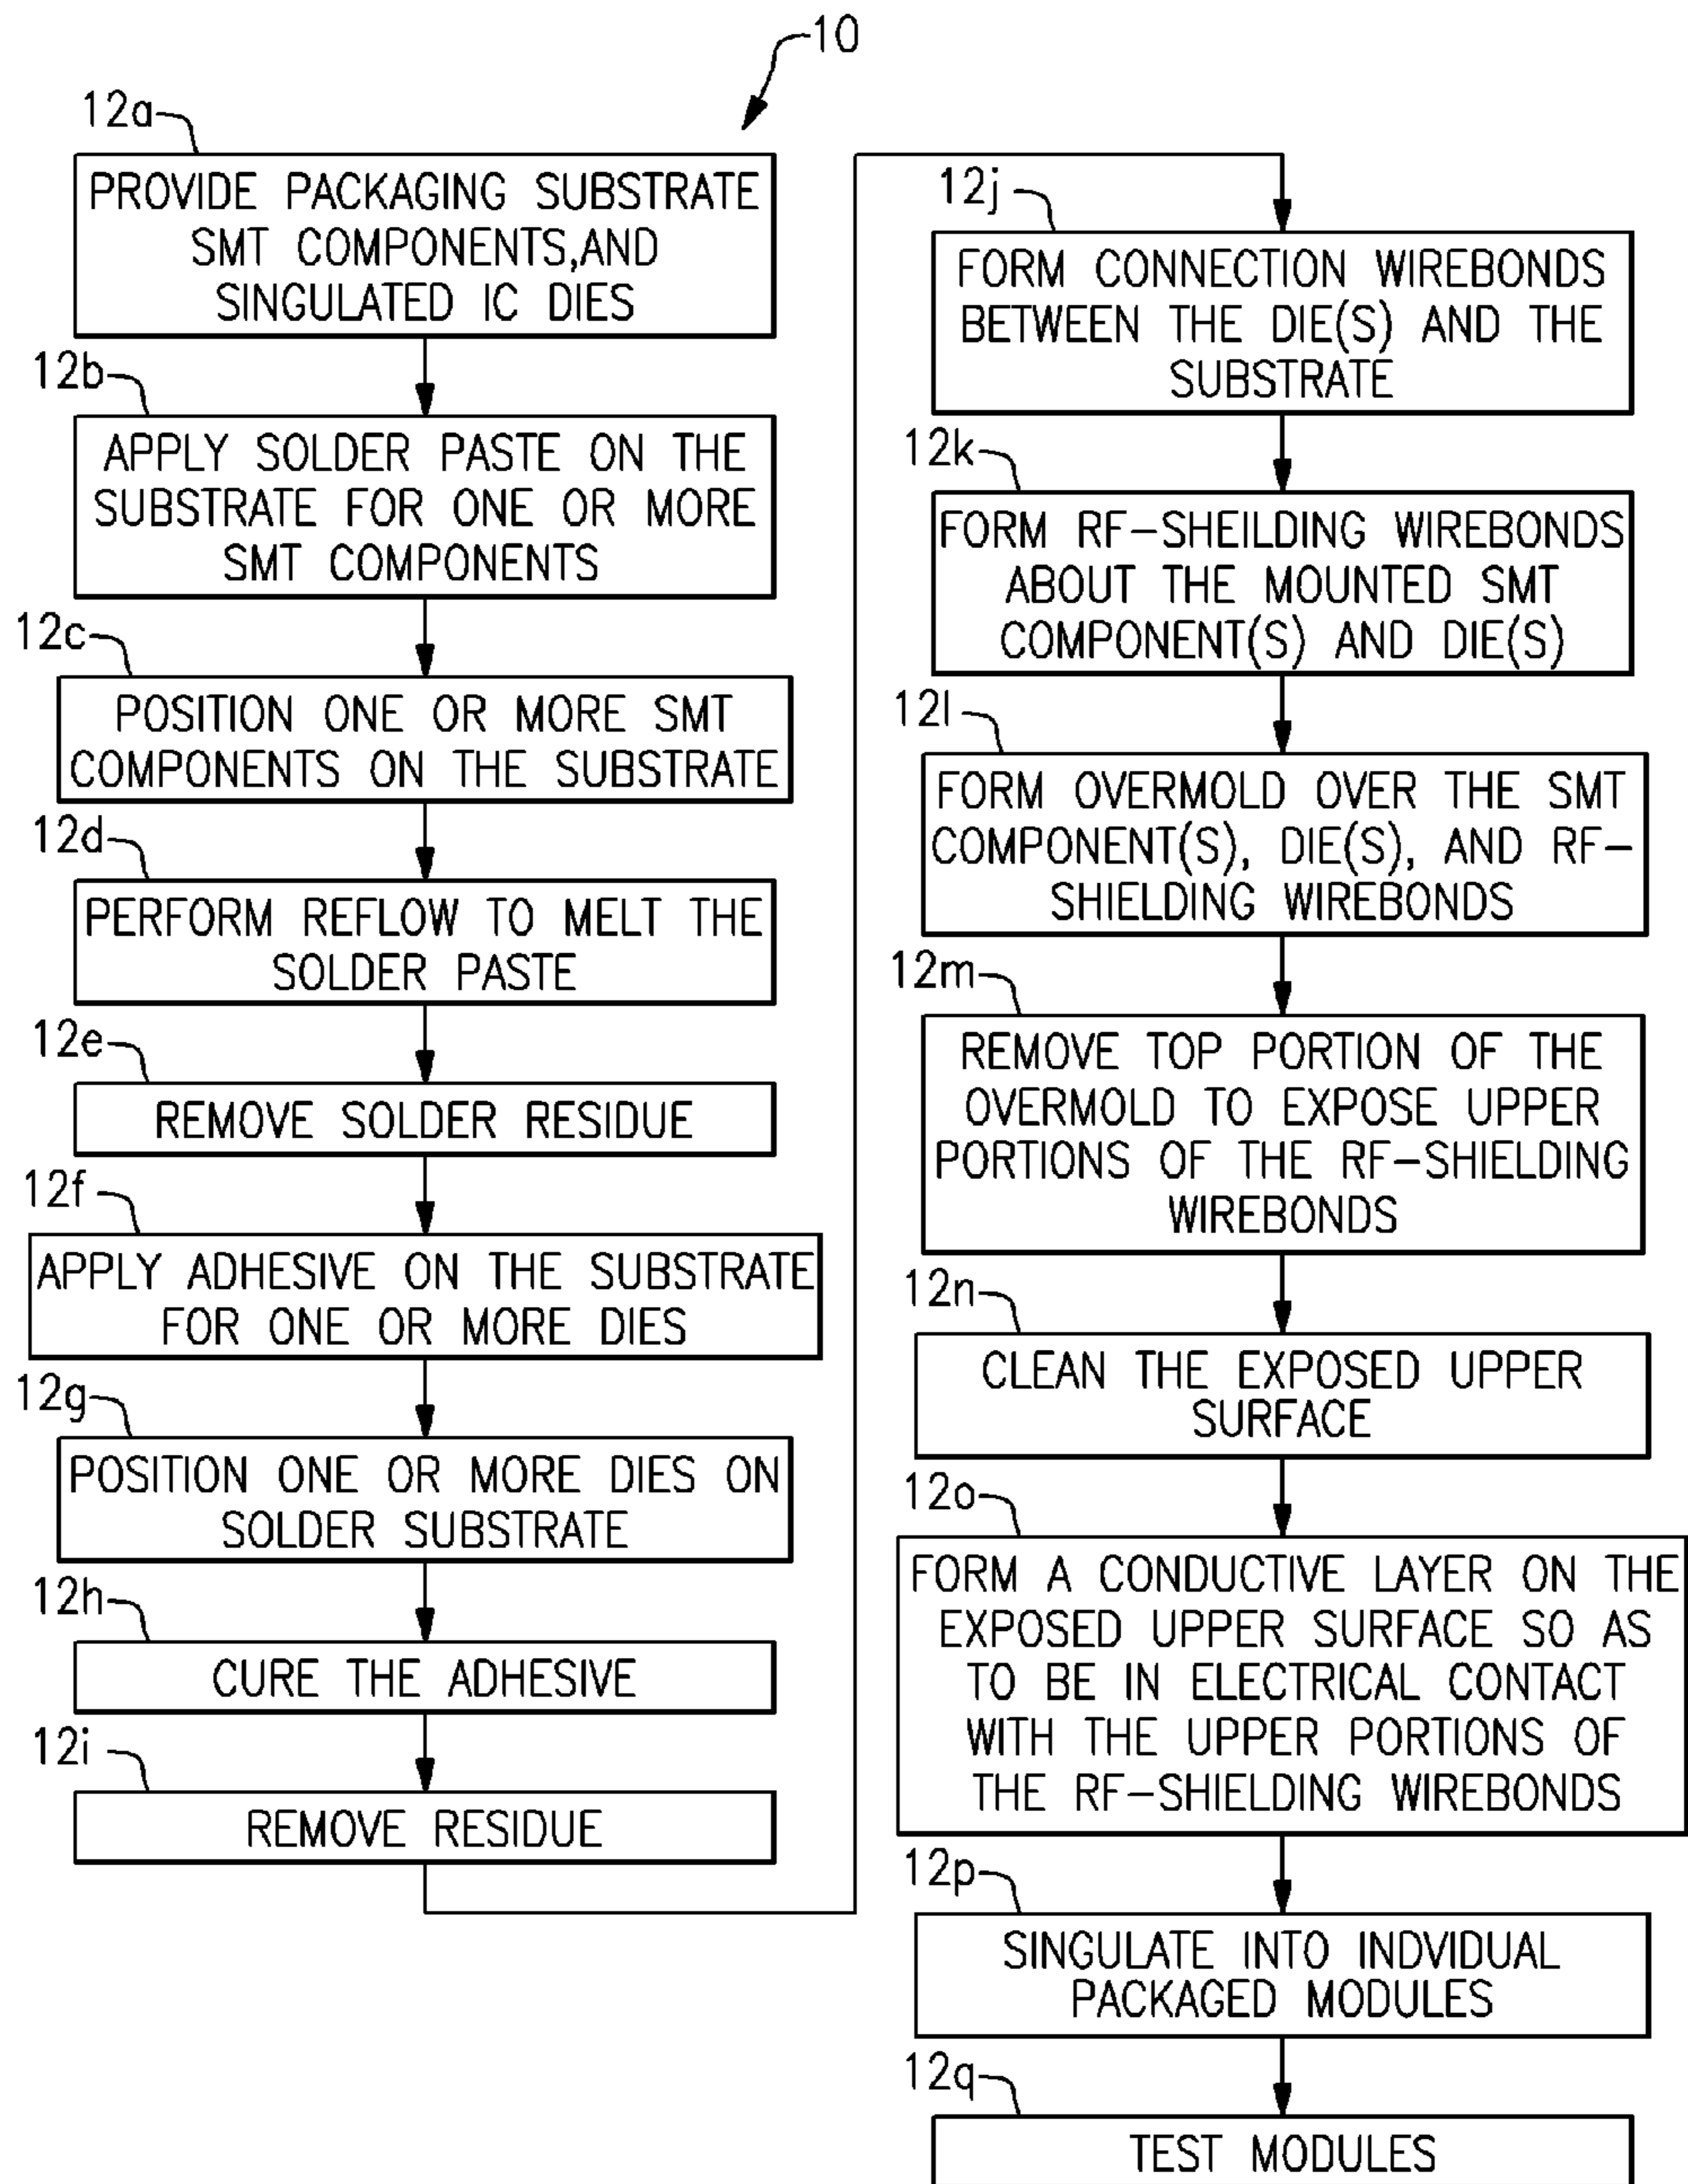 10
12a
PROVIDE PACKAGING SUBSTRATE
SMT COMPONENTS,AND
SINGULATED IC DIES
12b
APPLY SOLDER PASTE ON THE
SUBSTRATE FOR ONE OR MORE
SMT COMPONENTS
12c
POSITION ONE OR MORE SMT
COMPONENTS ON THE SUBSTRATE
12d
PERFORM REFLOW TO MELT THE
SOLDER PASTE
12e
REMOVE SOLDER RESIDUE
12f
APPLY ADHESIVE ON THE SUBSTRATE
FOR ONE OR MORE DIES
12g
POSITION ONE OR MORE DIES ON
SOLDER SUBSTRATE
12h
CURE THE ADHESIVE
12i
REMOVE RESIDUE
12j
FORM CONNECTION WIREBONDS
BETWEEN THE DIE(S) AND THE
SUBSTRATE
12k
FORM RF-SHEILDING WIREBONDS
ABOUT THE MOUNTED SMT
COMPONENT(S) AND DIE(S)
12l
FORM OVERMOLD OVER THE SMT
COMPONENT(S), DIE(S), AND RF-
SHIELDING WIREBONDS
12m
REMOVE TOP PORTION OF THE
OVERMOLD TO EXPOSE UPPER
PORTIONS OF THE RF-SHIELDING
WIREBONDS
12n
CLEAN THE EXPOSED UPPER
SURFACE
12o
FORM A CONDUCTIVE LAYER ON THE
EXPOSED UPPER SURFACE SO AS
TO BE IN ELECTRICAL CONTACT
WITH THE UPPER PORTIONS OF
THE RF-SHIELDING WIREBONDS
12p
SINGULATE INTO INDVIDUAL
PACKAGED MODULES
12q
TEST MODULES